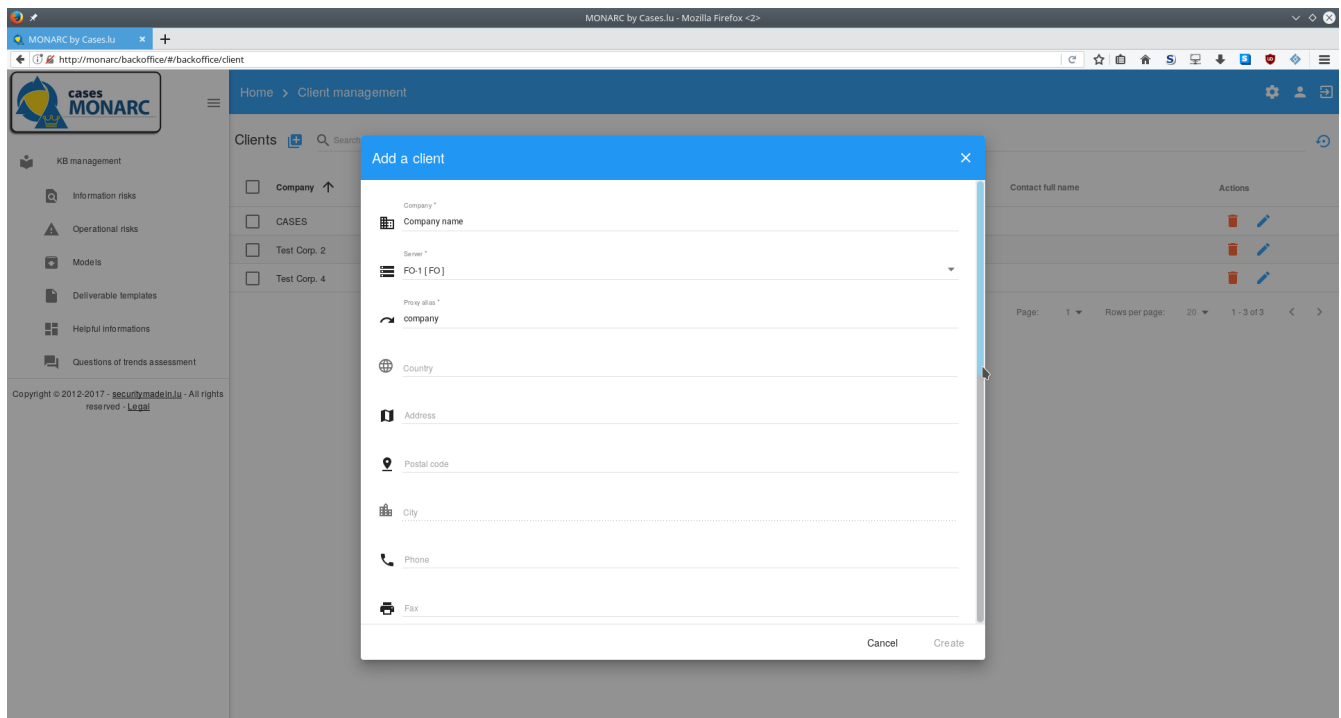 MONARC by Cases.lu - Mozilla Firefox <2>
MONARC by Cases.lu
http://monarc/backoffice/#/backoffice/client
cases
MONARC
Home > Client management
Clients
Search
KB management
Information risks
Operational risks
Models
Deliverable templates
Helpful informations
Questions of trends assessment
Copyright © 2012-2017 - securitymadein.lu - All rights
reserved - Legal
Company
Contact full name
Actions
CASES
Test Corp. 2
Test Corp. 4
Page: 1 Rows per page: 20 1 - 3 of 3
Add a client
Company *
Company name
Server *
FO-1 [ FO ]
Proxy alias *
company
Country
Address
Postal code
City
Phone
Fax
Cancel Create